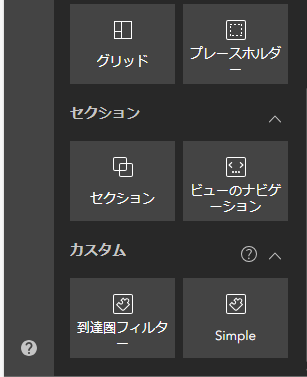 グリッド
プレースホルダ
ー
セクション
セクション
ビューのナビゲ
ーション
カスタム
到達圏フィルタ
ー
Simple